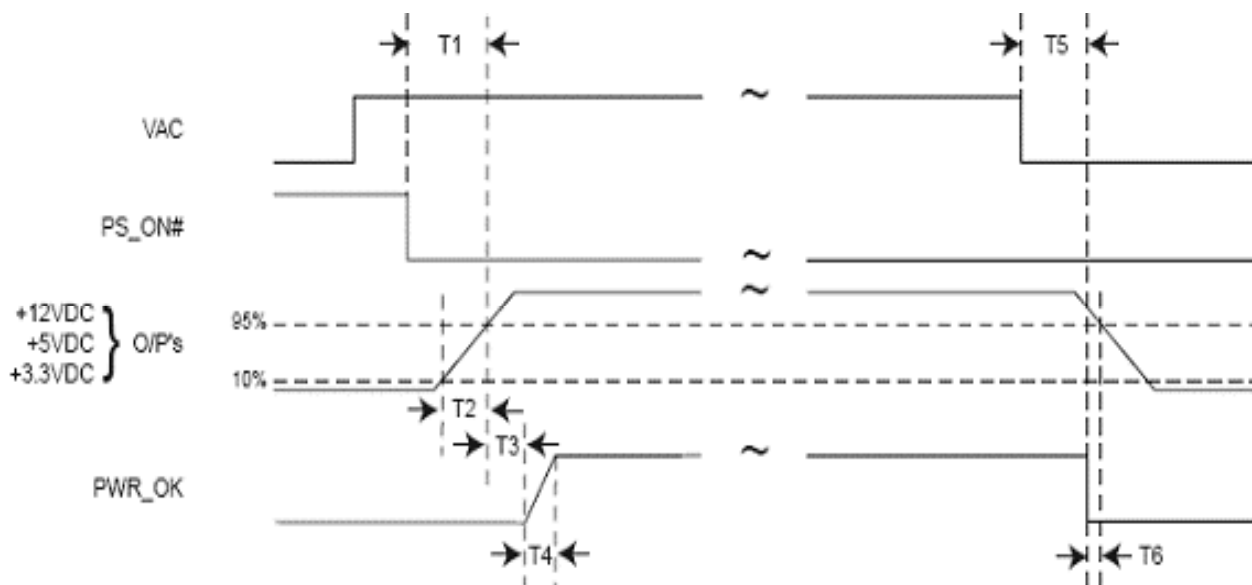 T1
T5
VAC
~
PS_ON#
~
+12VDC
+5VDC
+3.3VDC
} O/P's
95%
10%
~
T2
T3
PWR_OK
~
T4
T6